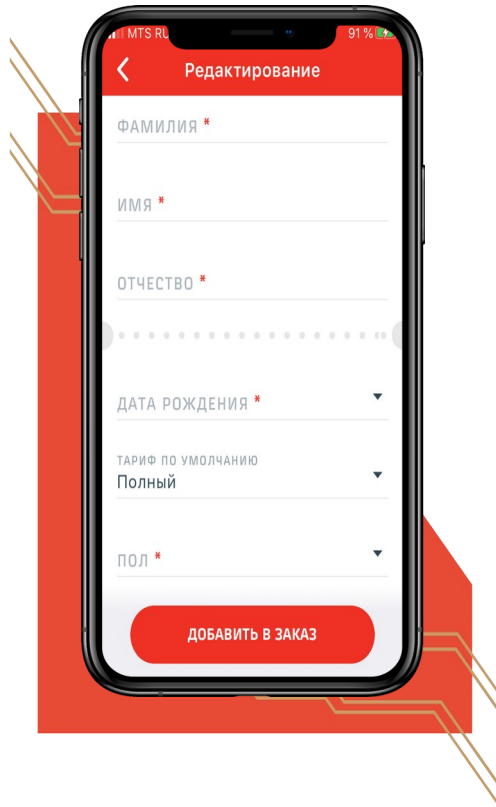 MTS RU 91 %
Редактирование
ФАМИЛИЯ *
ИМЯ *
ОТЧЕСТВО *
ДАТА РОЖДЕНИЯ *
ТАРИФ ПО УМОЛЧАНИЮ
Полный
ПОЛ *
ДОБАВИТЬ В ЗАКАЗ